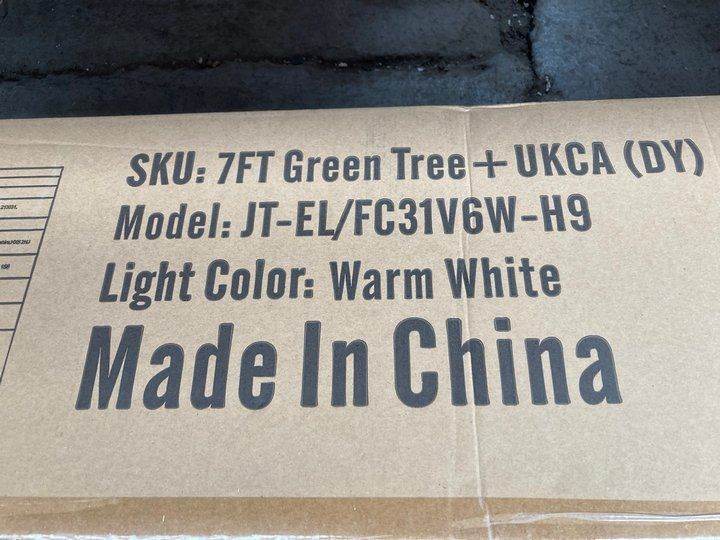 SKU: 7FT Green Tree+UKCA (DY)
Model: JT-EL/FC31V6W-H9
Light Color: Warm White
Made In China